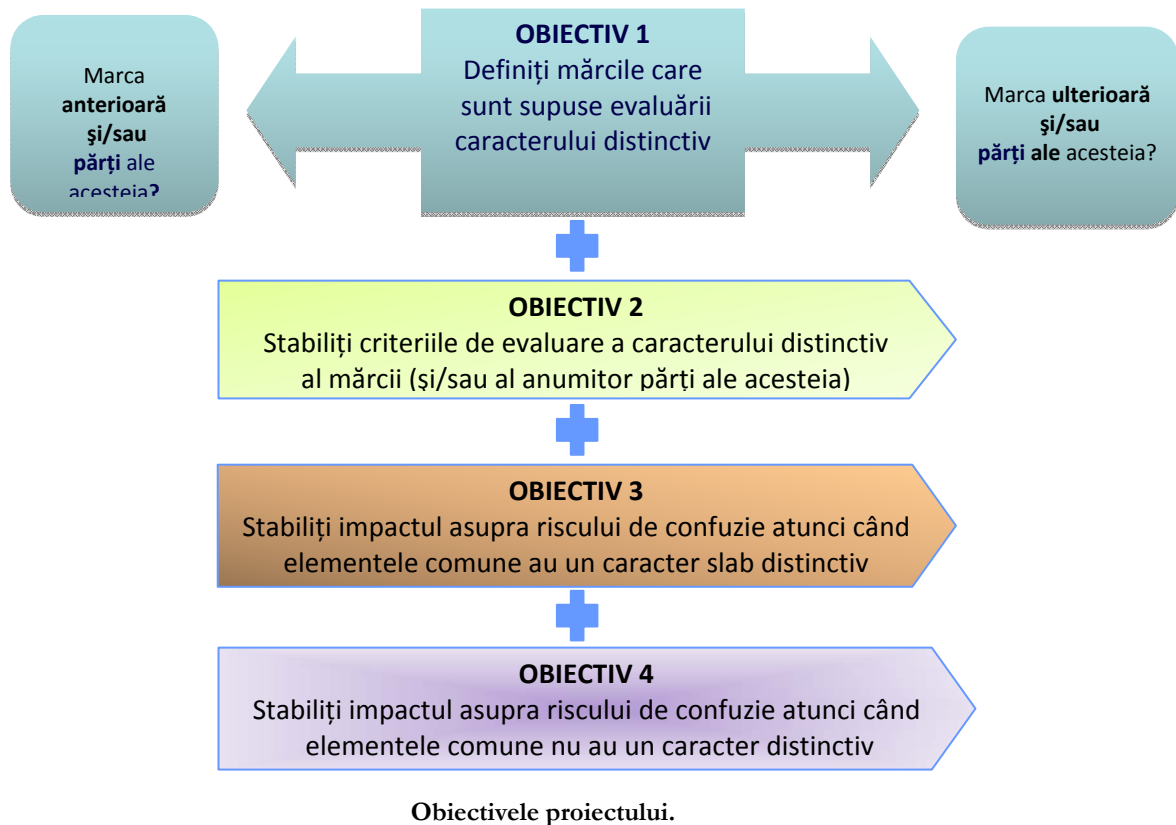 Marca
anterioară
și/sau
părți ale
acesteia?
OBIECTIV 1
Definiți mărcile care
sunt supuse evaluării
caracterului distinctiv
Marca ulterioară
și/sau
părți ale acesteia?
OBIECTIV 2
Stabiliți criteriile de evaluare a caracterului distinctiv
al mărcii (și/sau al anumitor părți ale acesteia)
OBIECTIV 3
Stabiliți impactul asupra riscului de confuzie atunci când
elementele comune au un caracter slab distinctiv
OBIECTIV 4
Stabiliți impactul asupra riscului de confuzie atunci când
elementele comune nu au un caracter distinctiv
Obiectivele proiectului.